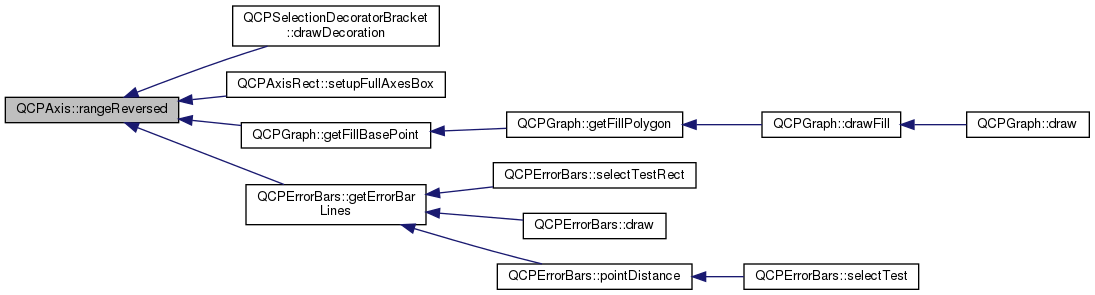 QCPSelectionDecoratorBracket
::drawDecoration
QCPAxisRect::setupFullAxesBox
QCPAxis::rangeReversed
QCPGraph::getFillBasePoint
QCPGraph::getFillPolygon
QCPGraph::drawFill
QCPGraph::draw
QCPErrorBars::getErrorBar
Lines
QCPErrorBars::selectTestRect
QCPErrorBars::draw
QCPErrorBars::pointDistance
QCPErrorBars::selectTest